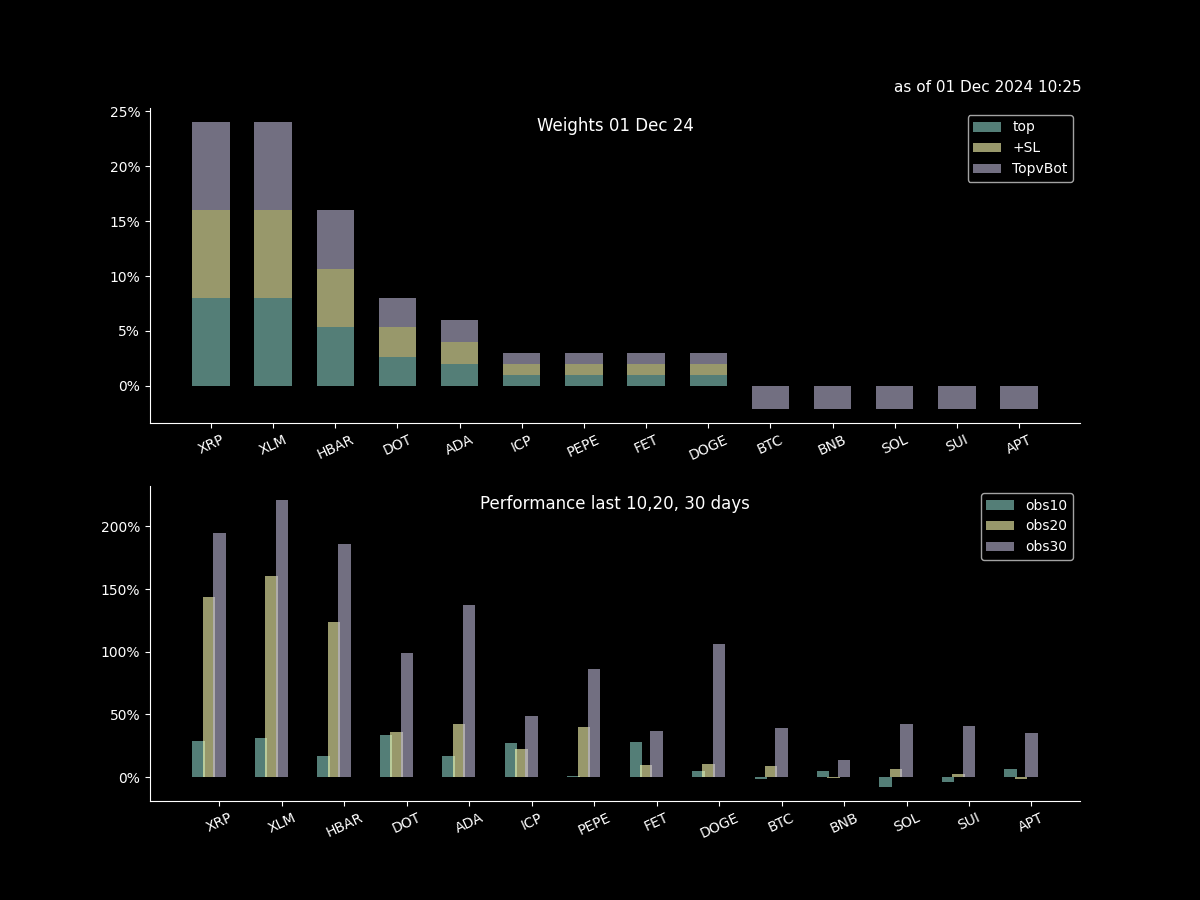 as of 01 Dec 2024 10:25
Weights 01 Dec 24
top
+SL
TopvBot
25%
20%
15%
10%
5%
0%
XRP XLM HBAR DOT ADA ICP PEPE FET DOGE BTC BNB SOL SUI APT
Performance last 10,20, 30 days
obs10
obs20
obs30
200%
150%
100%
50%
0%
XRP XLM HBAR DOT ADA ICP PEPE FET DOGE BTC BNB SOL SUI APT